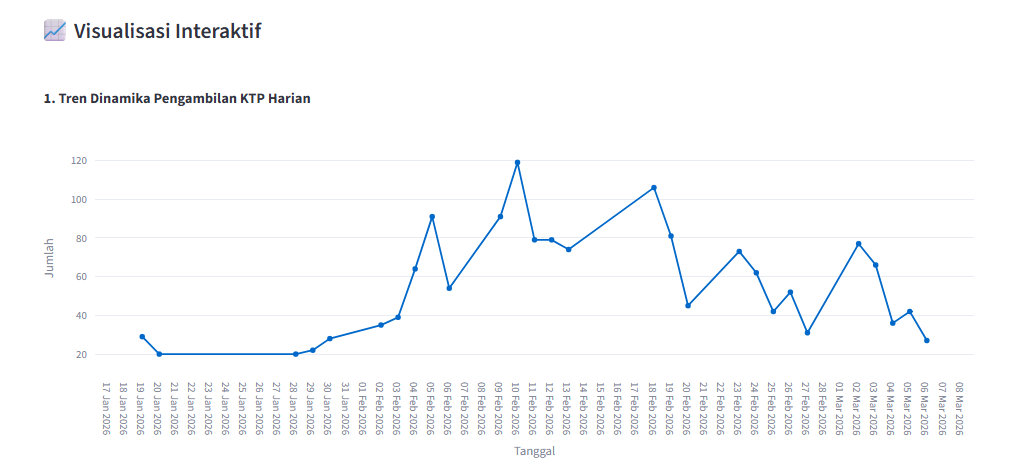 📈 Visualisasi Interaktif
1. Tren Dinamika Pengambilan KTP Harian
120
100
80
60
40
20
Jumlah
17 Jan 2026
18 Jan 2026
19 Jan 2026
20 Jan 2026
21 Jan 2026
22 Jan 2026
23 Jan 2026
24 Jan 2026
25 Jan 2026
26 Jan 2026
27 Jan 2026
28 Jan 2026
29 Jan 2026
30 Jan 2026
31 Jan 2026
01 Feb 2026
02 Feb 2026
03 Feb 2026
04 Feb 2026
05 Feb 2026
06 Feb 2026
07 Feb 2026
08 Feb 2026
09 Feb 2026
10 Feb 2026
11 Feb 2026
12 Feb 2026
13 Feb 2026
14 Feb 2026
15 Feb 2026
16 Feb 2026
17 Feb 2026
18 Feb 2026
19 Feb 2026
20 Feb 2026
21 Feb 2026
22 Feb 2026
23 Feb 2026
24 Feb 2026
25 Feb 2026
26 Feb 2026
27 Feb 2026
28 Feb 2026
01 Mar 2026
02 Mar 2026
03 Mar 2026
04 Mar 2026
05 Mar 2026
06 Mar 2026
07 Mar 2026
08 Mar 2026
Tanggal